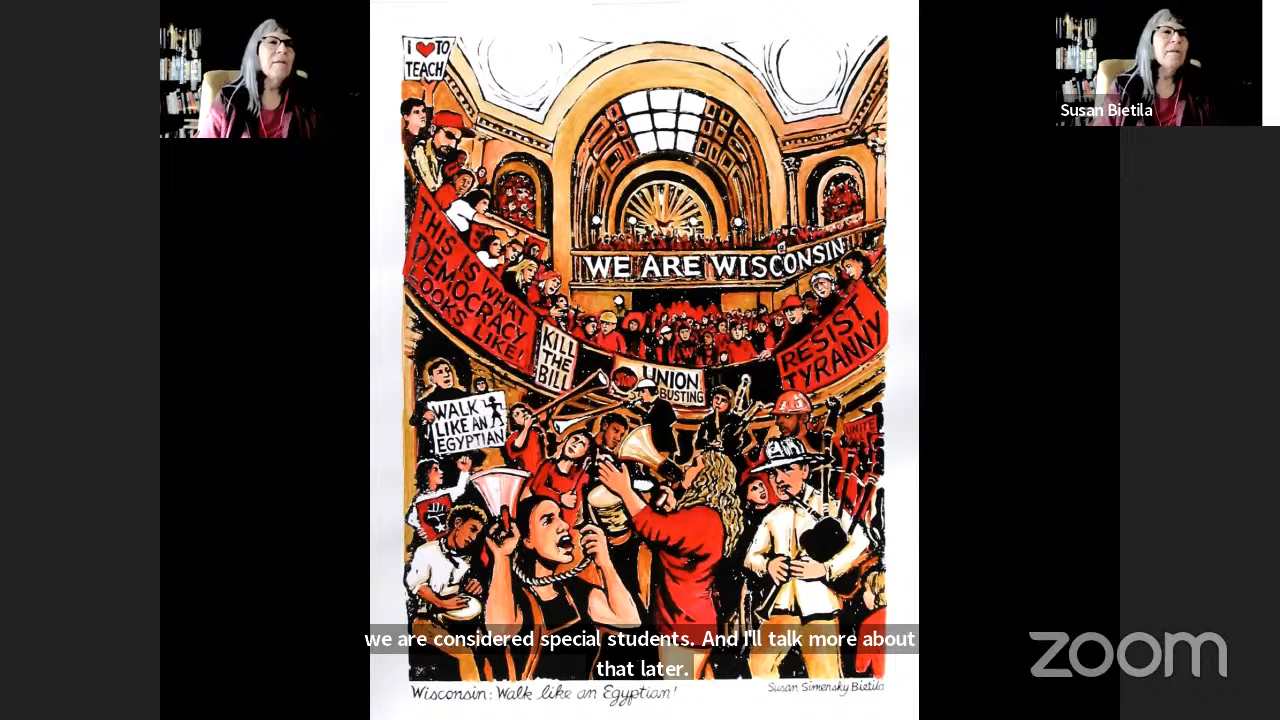 I ❤ TO
TEACH
Susan Bietila
THIS IS WHAT
DEMOCRACY
LOOKS LIKE!
WE ARE WISCONSIN
KILL
THE
BILL
STOP UNION
BUSTING
RESIST
TYRANNY
WALK
LIKE AN
EGYPTIAN
UNITE
we are considered special students. And I'll talk more about
that later.
zoom
Wisconsin: Walk like an Egyptian!
Susan Simensky Bietila